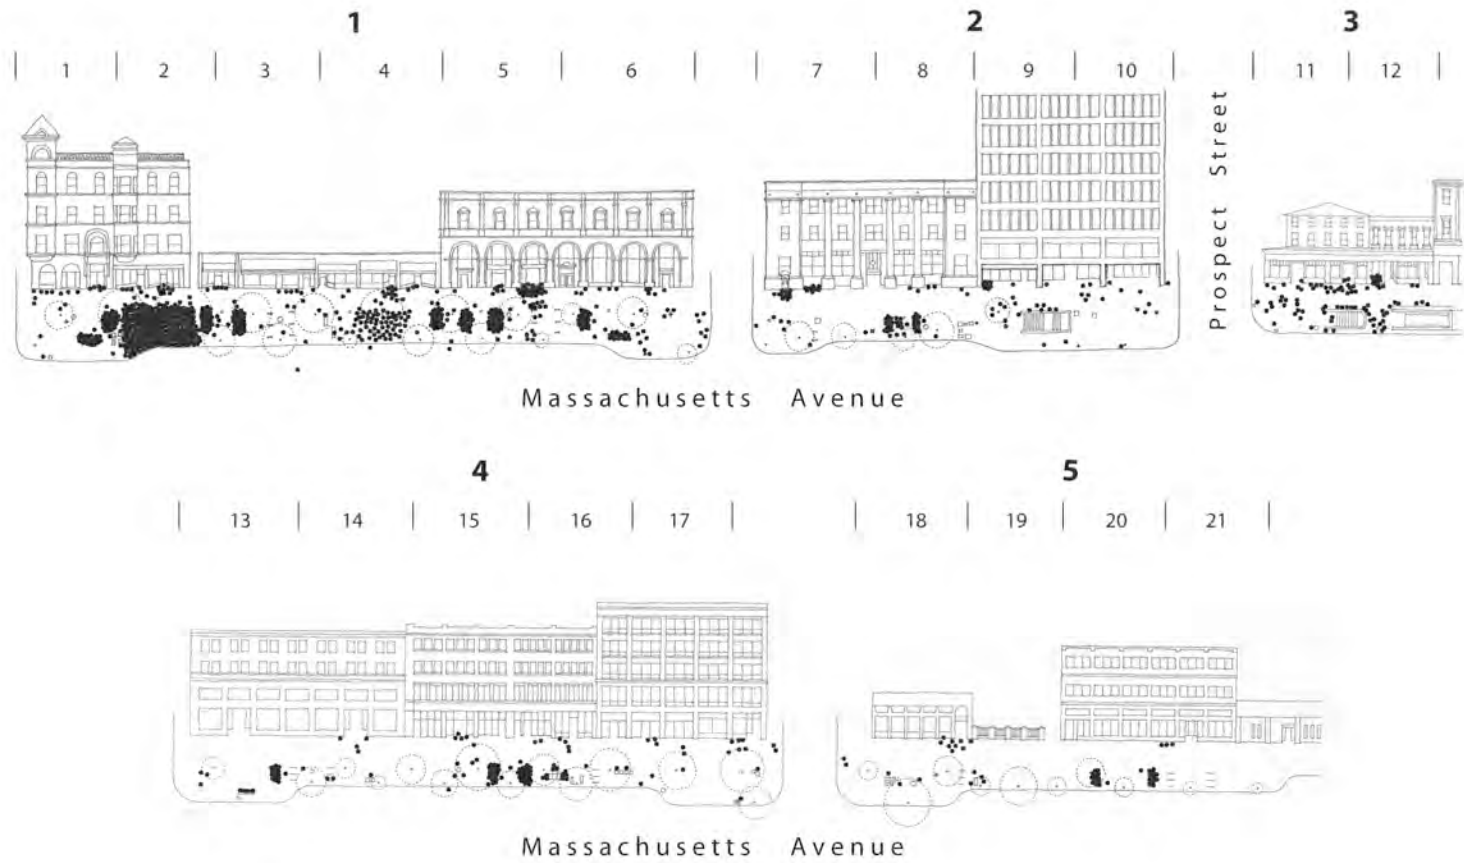 1 2 3
1 2 3 4 5 6 7 8 9 10 11 12
Prospect Street
Massachusetts Avenue
4 5
13 14 15 16 17 18 19 20 21
Massachusetts Avenue